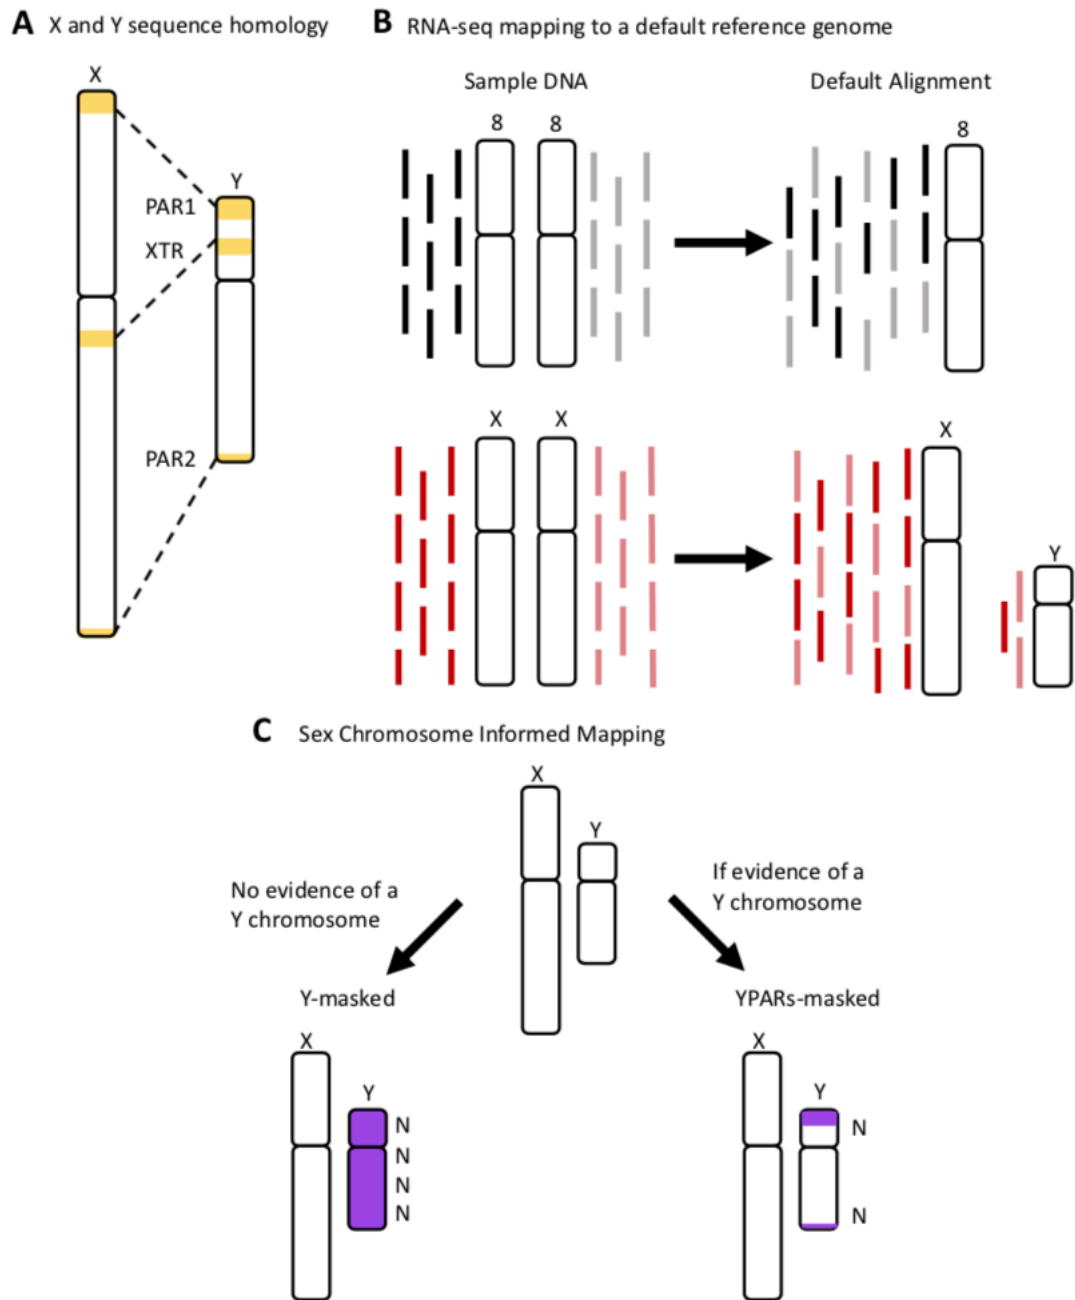 A X and Y sequence homology
X
Y
PAR1
XTR
PAR2
B RNA-seq mapping to a default reference genome
Sample DNA
Default Alignment
8 8
8
X X
X
Y
C Sex Chromosome Informed Mapping
X
Y
No evidence of a
Y chromosome
If evidence of a
Y chromosome
Y-masked
X
Y
N
N
N
N
YPARs-masked
X
Y
N
N